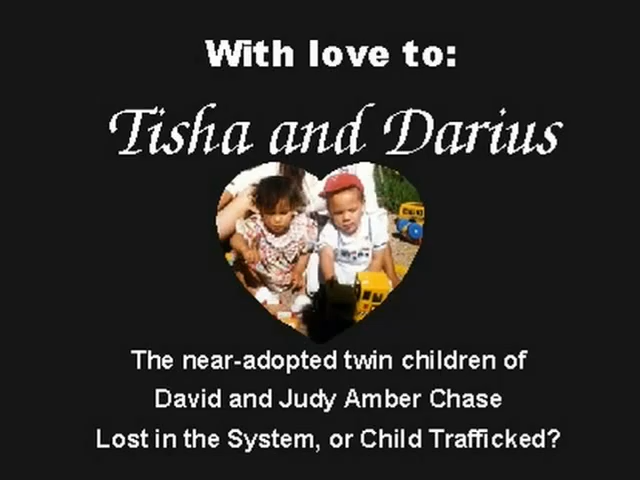 With love to:
Tisha and Darius
The near-adopted twin children of
David and Judy Amber Chase
Lost in the System, or Child Trafficked?